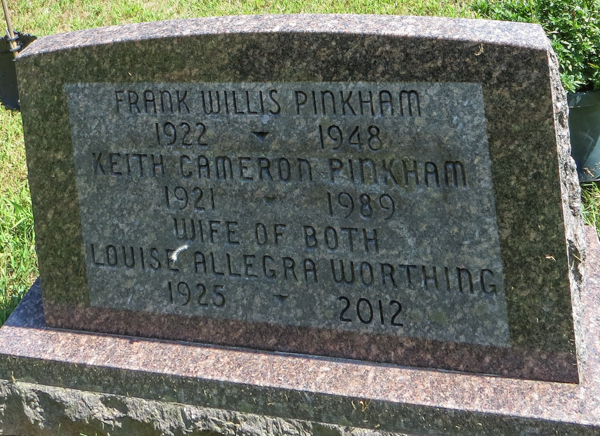 FRANK WILLIS PINKHAM
1922 - 1948
KEITH CAMERON PINKHAM
1921 - 1989
WIFE OF BOTH
LOUISE ALLEGRA WORTHING
1925 - 2012